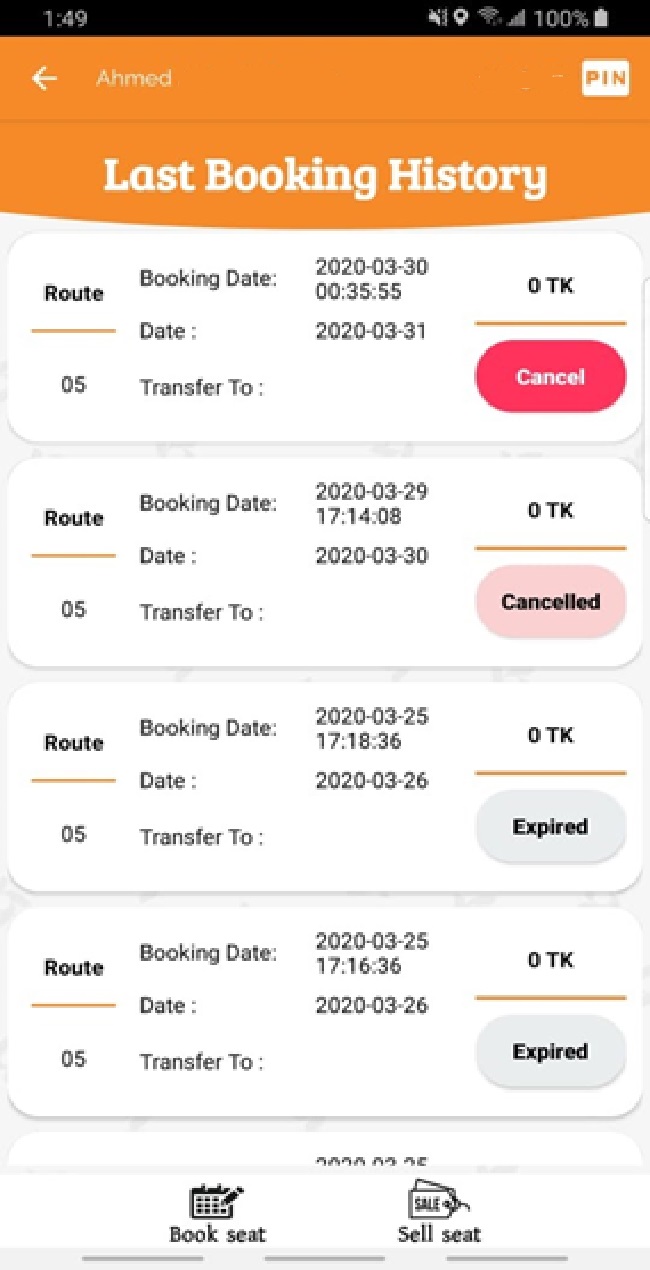 1:49 100%
Ahmed PIN
Last Booking History
Route
05
Booking Date: 2020-03-30
00:35:55
Date : 2020-03-31
Transfer To :
0 TK
Cancel
Route
05
Booking Date: 2020-03-29
17:14:08
Date : 2020-03-30
Transfer To :
0 TK
Cancelled
Route
05
Booking Date: 2020-03-25
17:18:36
Date : 2020-03-26
Transfer To :
0 TK
Expired
Route
05
Booking Date: 2020-03-25
17:16:36
Date : 2020-03-26
Transfer To :
0 TK
Expired
SALE
Book seat Sell seat